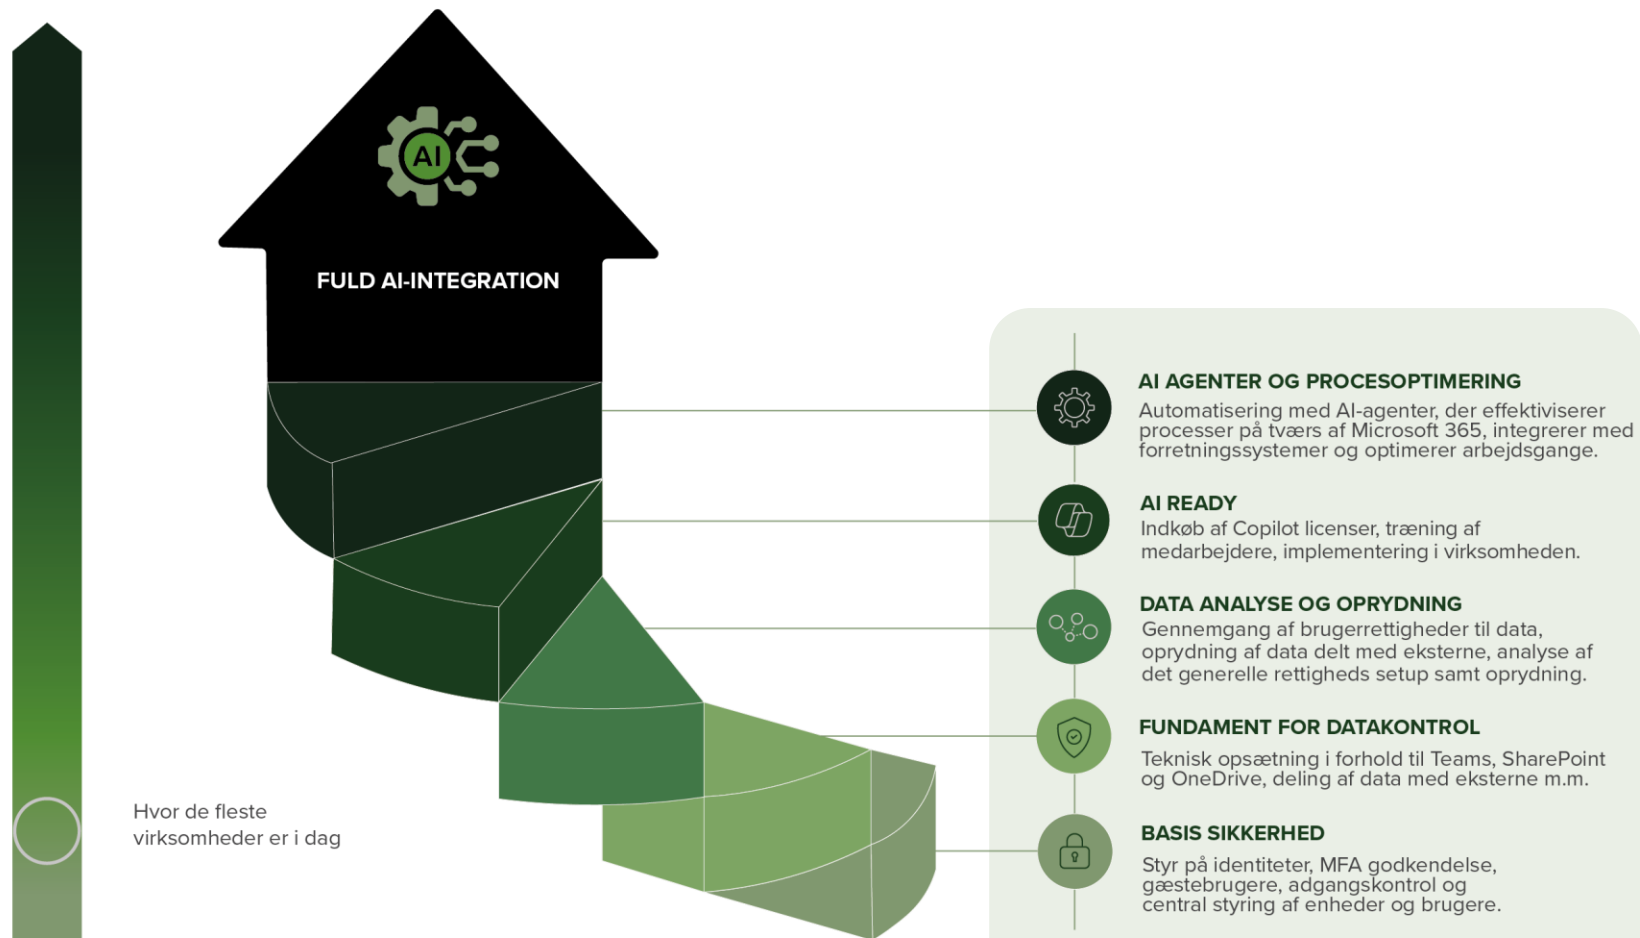 AI
FULD AI-INTEGRATION
Hvor de fleste
virksomheder er i dag
AI AGENTER OG PROCESOPTIMERING
Automatisering med AI-agenter, der effektiviserer
processer på tværs af Microsoft 365, integrerer med
forretningssystemer og optimerer arbejdsgange.
AI READY
Indkøb af Copilot licenser, træning af
medarbejdere, implementering i virksomheden.
DATA ANALYSE OG OPRYDNING
Gennemgang af brugerrettigheder til data,
oprydning af data delt med eksterne, analyse af
det generelle rettigheds setup samt oprydning.
FUNDAMENT FOR DATAKONTROL
Teknisk opsætning i forhold til Teams, SharePoint
og OneDrive, deling af data med eksterne m.m.
BASIS SIKKERHED
Styr på identiteter, MFA godkendelse,
gæstebrugere, adgangskontrol og
central styring af enheder og brugere.